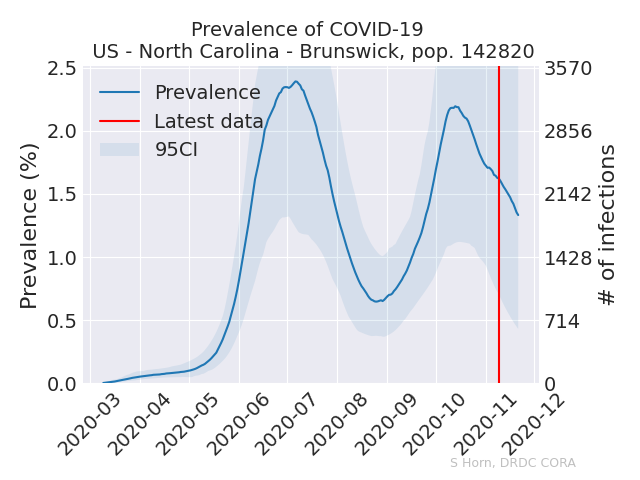 Prevalence of COVID-19
US - North Carolina - Brunswick, pop. 142820
Prevalence (%)
2.5
2.0
1.5
1.0
0.5
0.0
Prevalence
Latest data
95CI
3570
2856
2142
1428
714
0
# of infections
2020-03
2020-04
2020-05
2020-06
2020-07
2020-08
2020-09
2020-10
2020-11
2020-12
S Horn, DRDC CORA